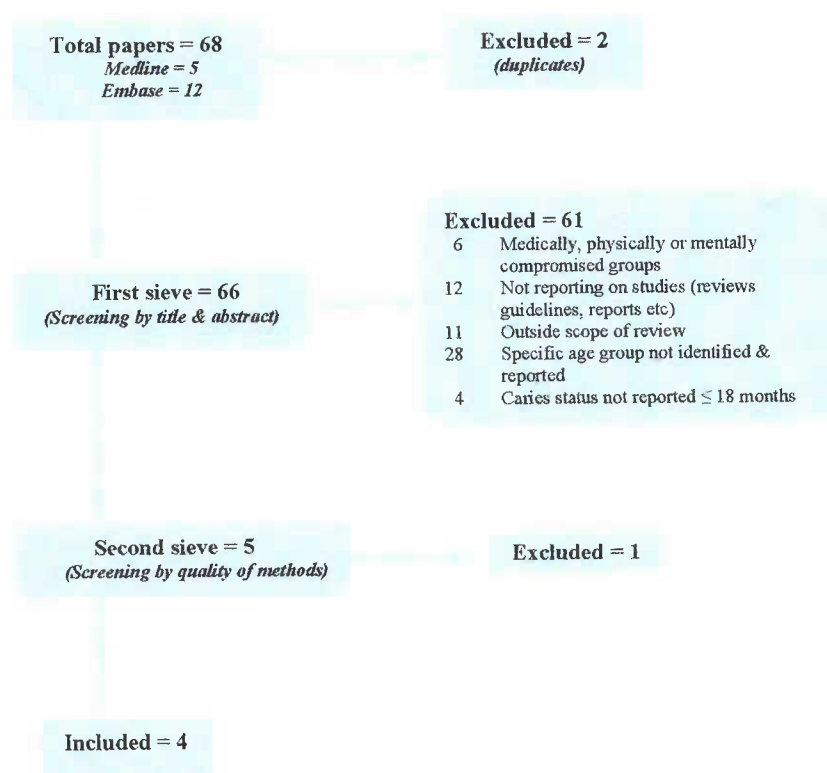 Total papers = 68
Medline = 5
Embase = 12
Excluded = 2
(duplicates)
First sieve = 66
(Screening by title & abstract)
Excluded = 61
6 Medically, physically or mentally
compromised groups
12 Not reporting on studies (reviews
guidelines, reports etc)
11 Outside scope of review
28 Specific age group not identified &
reported
4 Caries status not reported ≤ 18 months
Second sieve = 5
(Screening by quality of methods)
Excluded = 1
Included = 4